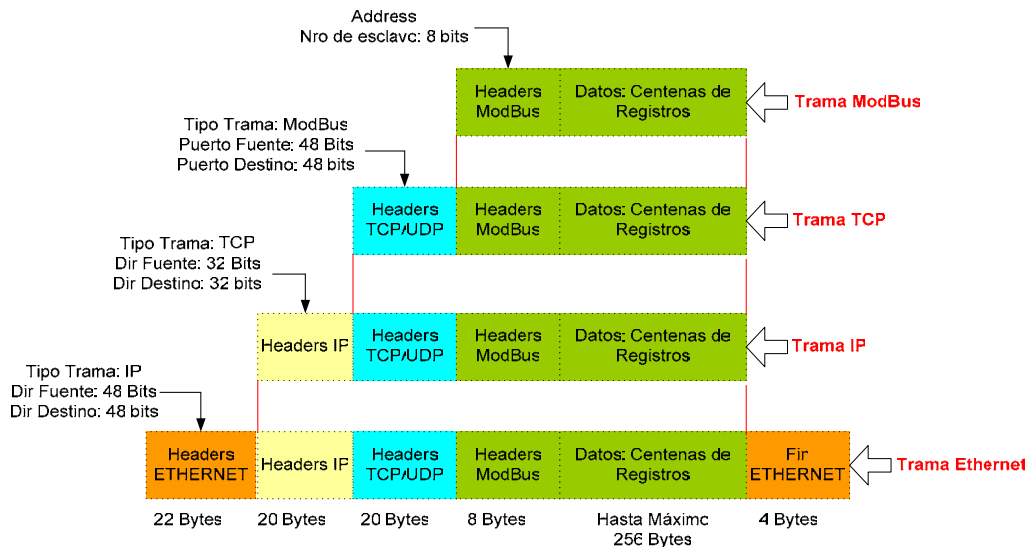 Address
Nro de esclavc: 8 bits
Headers
ModBus
Datos: Centenas de
Registros
Trama ModBus
Tipo Trama: ModBus
Puerto Fuente: 48 Bits
Puerto Destino: 48 bits
Headers
TCP/UDP
Headers
ModBus
Datos: Centenas de
Registros
Trama TCP
Tipo Trama: TCP
Dir Fuente: 32 Bits
Dir Destino: 32 bits
Headers IP
Headers
TCP/UDP
Headers
ModBus
Datos: Centenas de
Registros
Trama IP
Tipo Trama: IP
Dir Fuente: 48 Bits
Dir Destino: 48 bits
Headers
ETHERNET
Headers IP
Headers
TCP/UDP
Headers
ModBus
Datos: Centenas de
Registros
Fir
ETHERNET
Trama Ethernet
22 Bytes
20 Bytes
20 Bytes
8 Bytes
Hasta Máximc
256 Bytes
4 Bytes